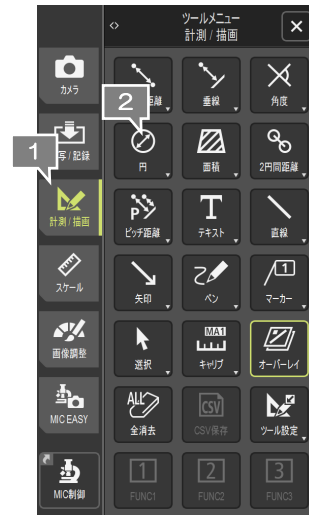 ツールメニュー
計測 / 描画
カメラ
写 / 記録
計測 / 描画
スケール
画像調整
MIC EASY
MIC制御
1
2
距離
垂線
角度
円
面積
2円間距離
P
ピッチ距離
T
テキスト
直線
矢印
ペン
1
マーカー
選択
MA1
キャリブ
オーバーレイ
ALL
全消去
CSV
CSV保存
ツール設定
1
FUNC1
2
FUNC2
3
FUNC3